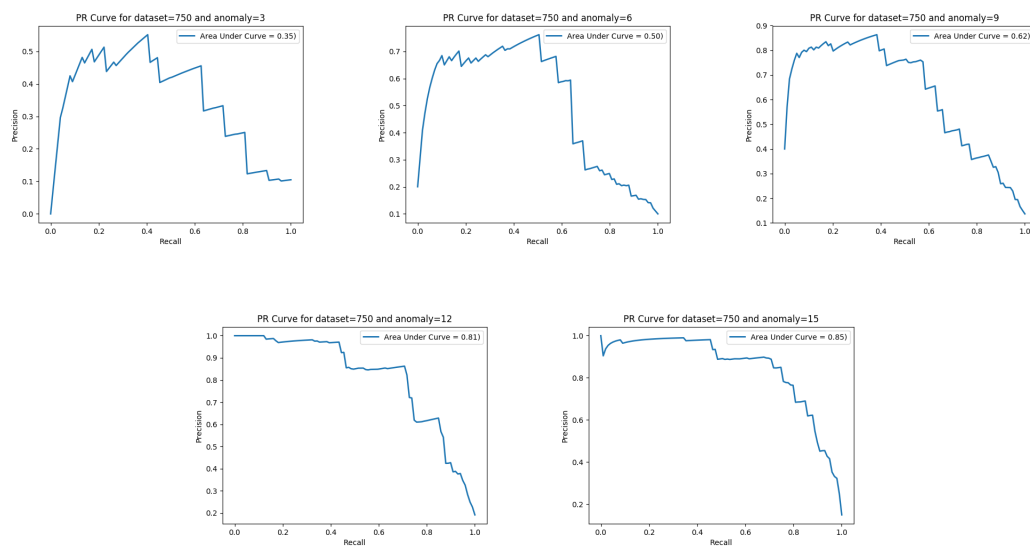 PR Curve for dataset=750 and anomaly=3
Area Under Curve = 0.35)
Precision
0.5
0.4
0.3
0.2
0.1
0.0
0.0 0.2 0.4 0.6 0.8 1.0
Recall
PR Curve for dataset=750 and anomaly=6
Area Under Curve = 0.50)
Precision
0.7
0.6
0.5
0.4
0.3
0.2
0.1
0.0 0.2 0.4 0.6 0.8 1.0
Recall
PR Curve for dataset=750 and anomaly=9
Area Under Curve = 0.62)
Precision
0.9
0.8
0.7
0.6
0.5
0.4
0.3
0.2
0.1
0.0 0.2 0.4 0.6 0.8 1.0
Recall
PR Curve for dataset=750 and anomaly=12
Area Under Curve = 0.81)
Precision
1.0
0.9
0.8
0.7
0.6
0.5
0.4
0.3
0.2
0.0 0.2 0.4 0.6 0.8 1.0
Recall
PR Curve for dataset=750 and anomaly=15
Area Under Curve = 0.85)
Precision
1.0
0.8
0.6
0.4
0.2
0.0 0.2 0.4 0.6 0.8 1.0
Recall